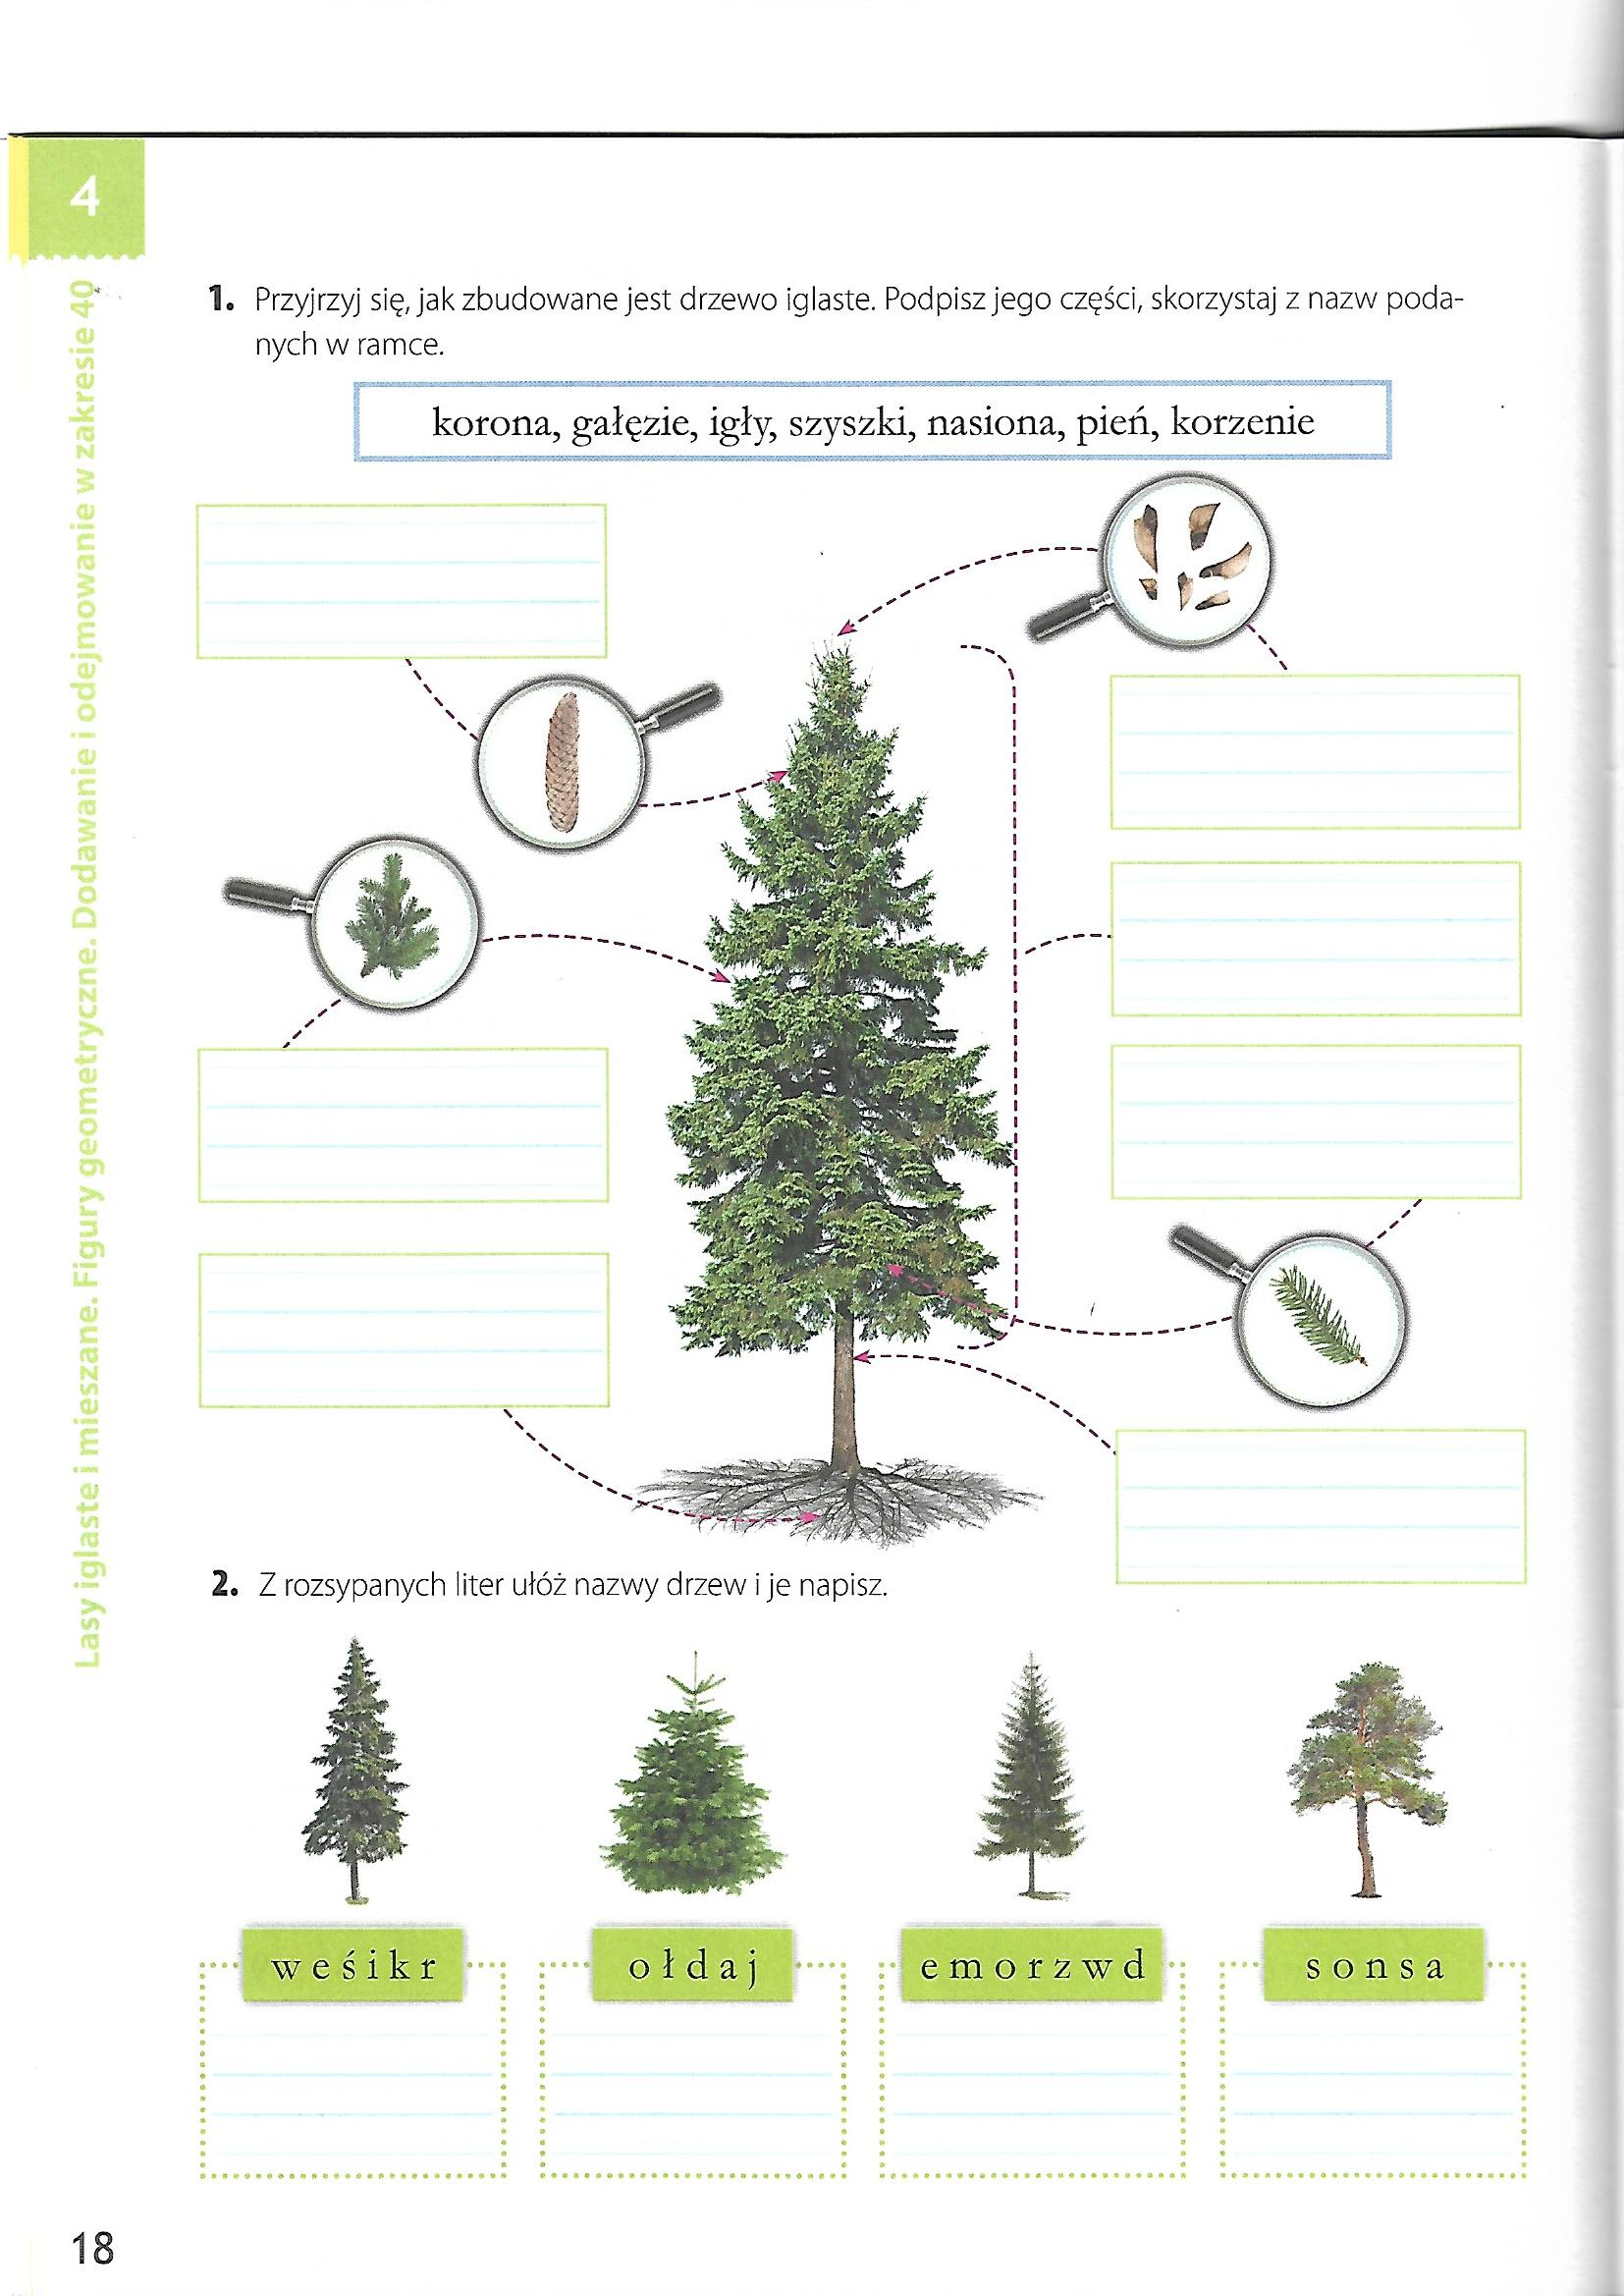 4
Lasy iglaste i mieszane. Figury geometryczne. Dodawanie i odejmowanie w zakresie 40
1. Przyjrzyj się, jak zbudowane jest drzewo iglaste. Podpisz jego części, skorzystaj z nazw poda-
nych w ramce.
korona, gałęzie, igły, szyszki, nasiona, pień, korzenie
2. Z rozsypanych liter ułóż nazwy drzew i je napisz.
w e ś i k r
o ł d a j
e m o r z w d
s o n s a
18